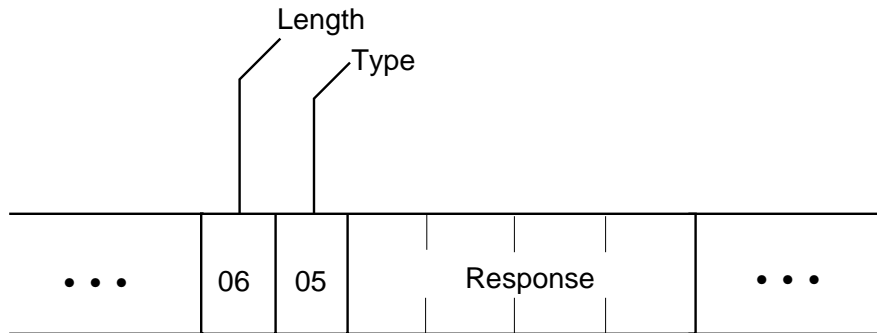 Length
Type
• • • 06 05 Response • • •